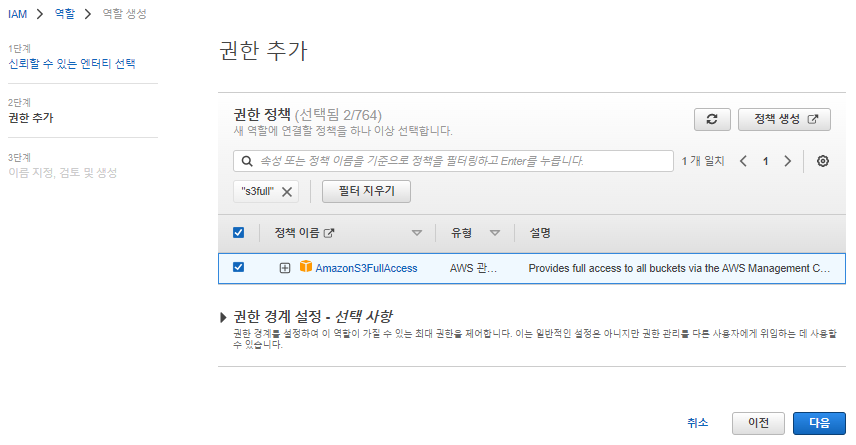 IAM > 역할 > 역할 생성
1단계
신뢰할 수 있는 엔터티 선택
2단계
권한 추가
3단계
이름 지정, 검토 및 생성
권한 추가
권한 정책 (선택됨 2/764)
새 역할에 연결할 정책을 하나 이상 선택합니다.
정책 생성
속성 또는 정책 이름을 기준으로 정책을 필터링하고 Enter를 누릅니다.
1 개 일치 < 1 >
"s3full" ×
필터 지우기
정책 이름 유형 설명
AmazonS3FullAccess AWS 관... Provides full access to all buckets via the AWS Management C...
권한 경계 설정 - 선택 사항
권한 경계를 설정하여 이 역할이 가질 수 있는 최대 권한을 제어합니다. 이는 일반적인 설정은 아니지만 권한 관리를 다른 사용자에게 위임하는 데 사용할
수 있습니다.
취소 이전 다음